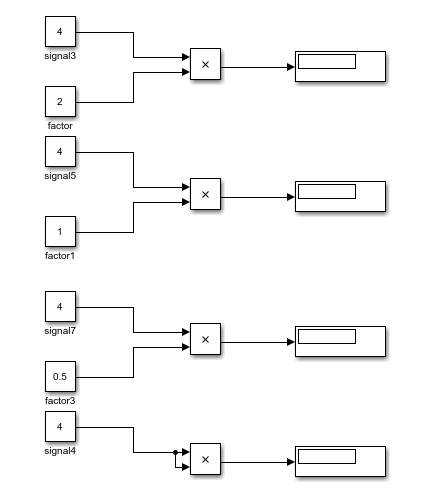 4
signal3
×
2
factor
4
signal5
×
1
factor1
4
signal7
×
0.5
factor3
4
signal4
×